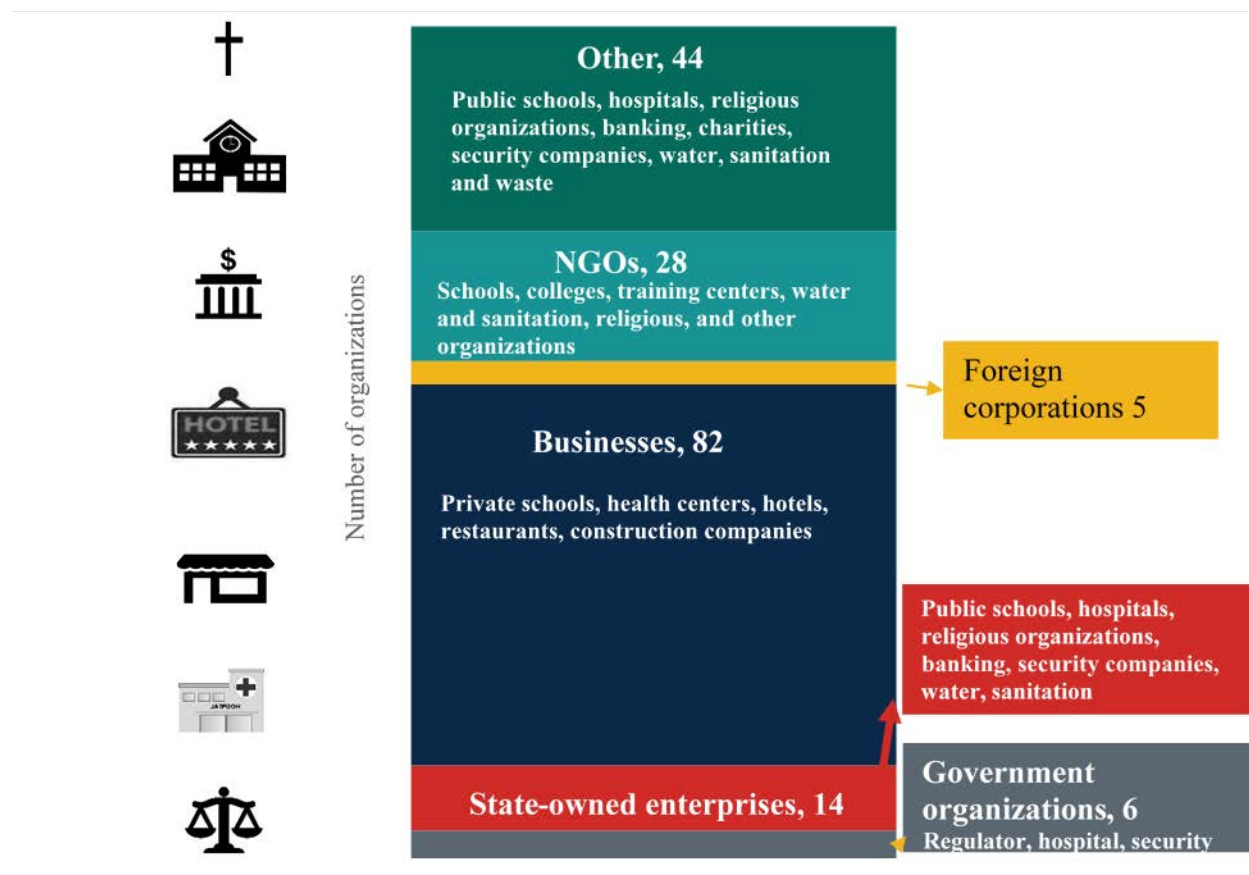 Other, 44
Public schools, hospitals, religious
organizations, banking, charities,
security companies, water, sanitation
and waste
$
NGOs, 28
Schools, colleges, training centers, water
and sanitation, religious, and other
organizations
Number of organizations
Foreign
corporations 5
HOTEL
Businesses, 82
Private schools, health centers, hotels,
restaurants, construction companies
Public schools, hospitals,
religious organizations,
banking, security companies,
water, sanitation
State-owned enterprises, 14
Government
organizations, 6
Regulator, hospital, security